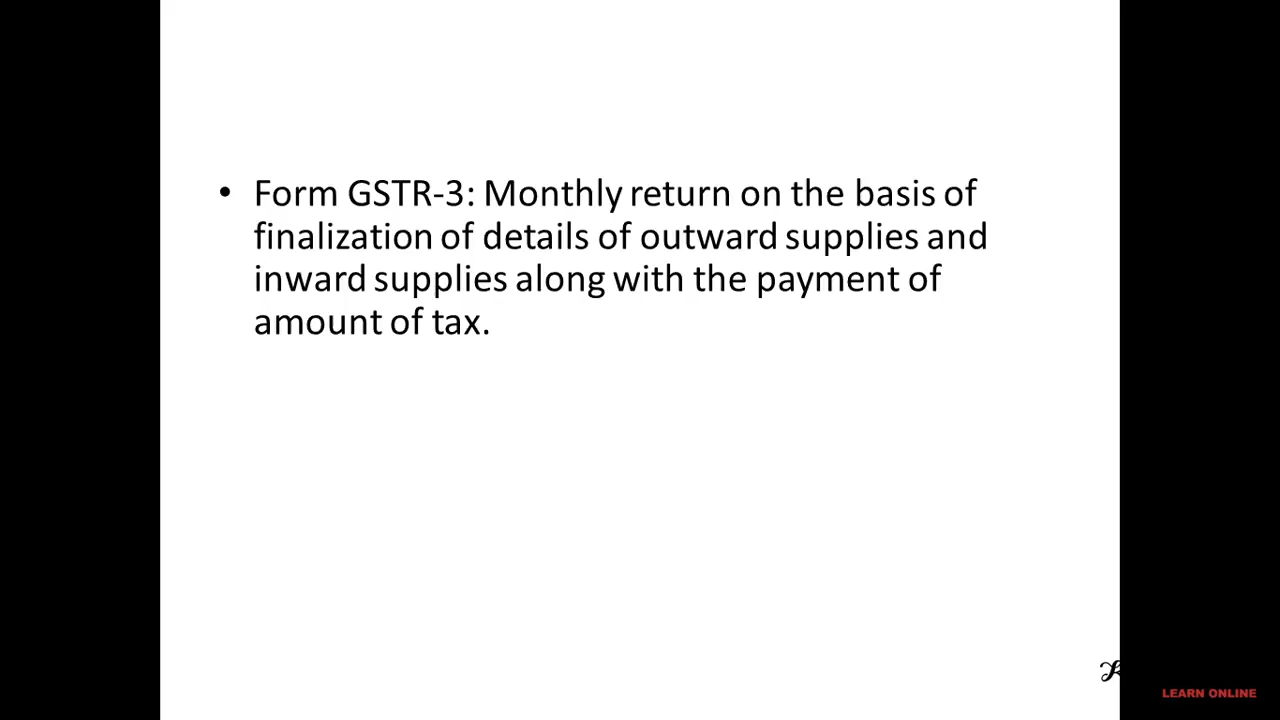 • Form GSTR-3: Monthly return on the basis of
finalization of details of outward supplies and
inward supplies along with the payment of
amount of tax.
LEARN ONLINE